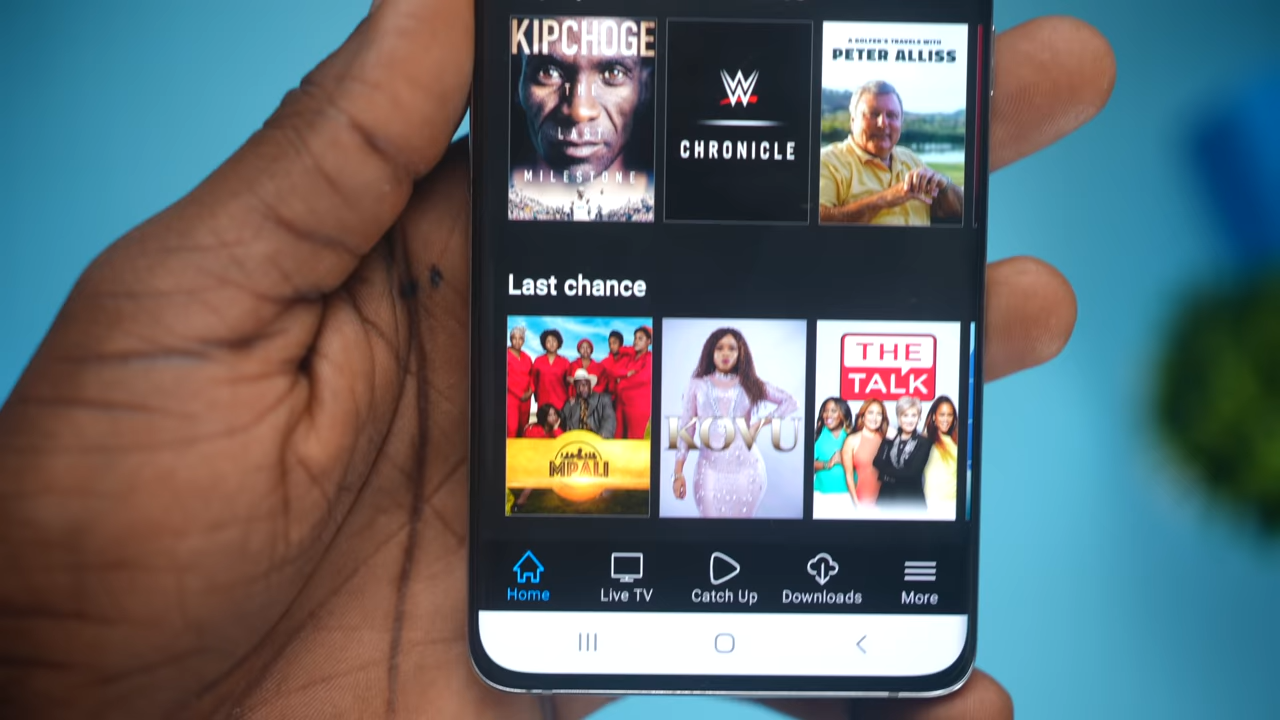 KIPCHOGE
THE
LAST
MILESTONE
W
CHRONICLE
A GOLFER'S TRAVELS WITH
PETER ALLISS
Last chance
MPALI
KOVU
THE
TALK
Home
Live TV
Catch Up
Downloads
More